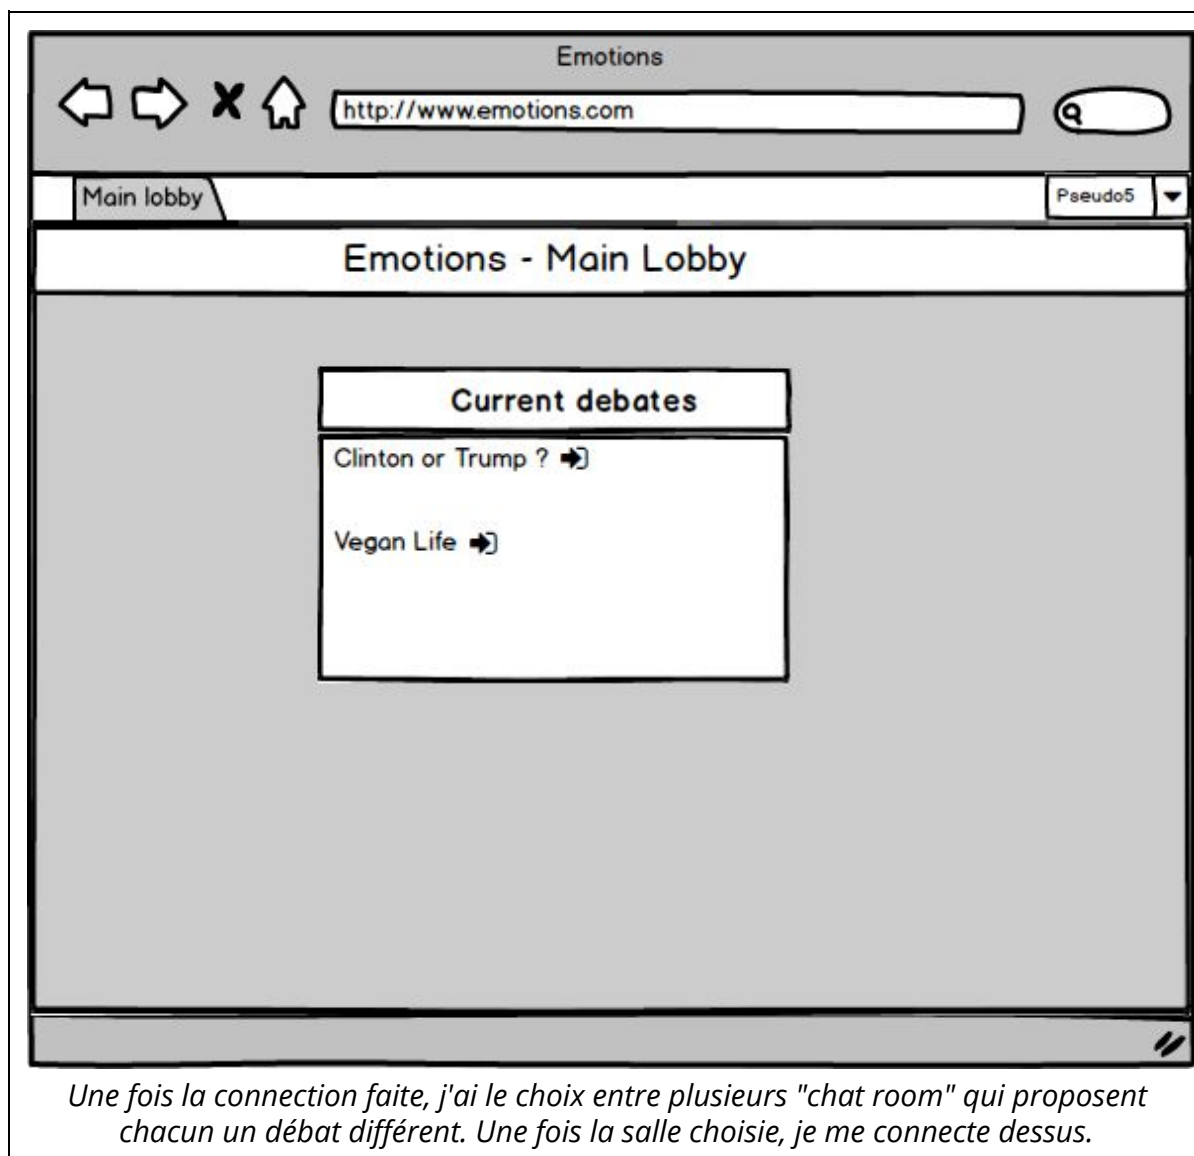 Emotions
http://www.emotions.com
Main lobby
Pseudo5
Emotions - Main Lobby
Current debates
Clinton or Trump ?
Vegan Life
Une fois la connection faite, j'ai le choix entre plusieurs "chat room" qui proposent
chacun un débat différent. Une fois la salle choisie, je me connecte dessus.